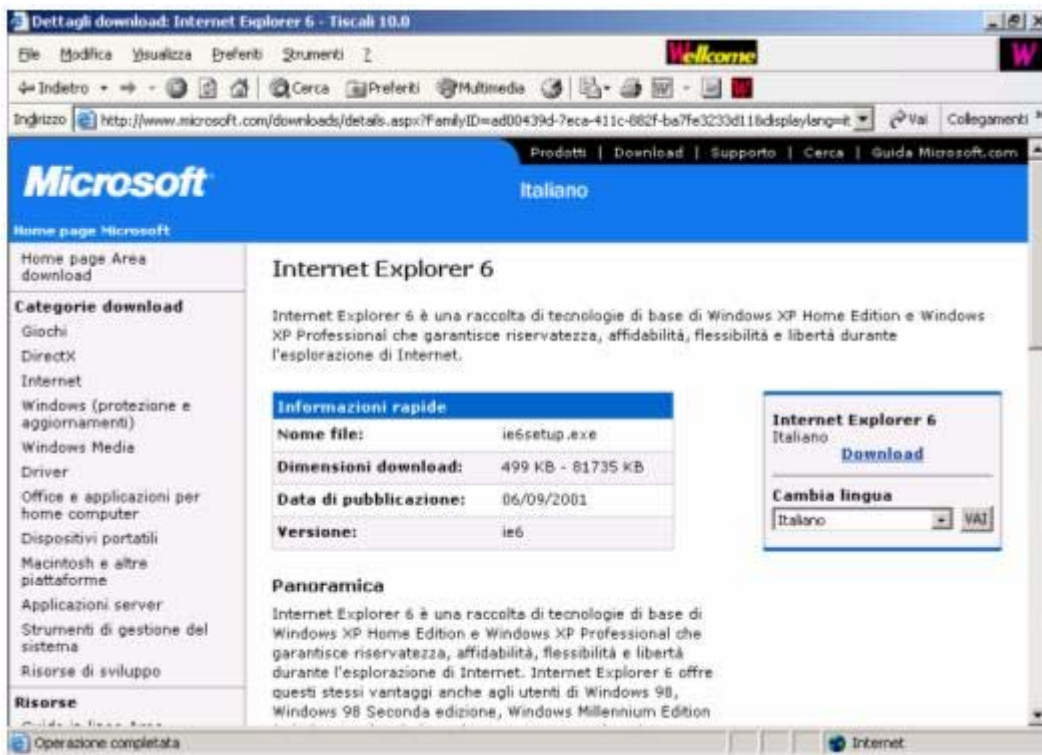 Dettagli download: Internet Explorer 6 - Tiscali 10.0
File Modifica Visualizza Preferiti Strumenti ?
Wellcome
W
Indietro Cerca Preferiti Multimedia
Indirizzo http://www.microsoft.com/downloads/details.aspx?FamilyID=ad00439d-7eca-411c-882f-ba7fe3233d11&displaylang=it Vai Collegamenti
Prodotti | Download | Supporto | Cerca | Guida Microsoft.com
Microsoft
Italiano
Home page Microsoft
Home page Area
download
Categorie download
Giochi
DirectX
Internet
Windows (protezione e
aggiornamenti)
Windows Media
Driver
Office e applicazioni per
home computer
Dispositivi portatili
Macintosh e altre
piattaforme
Applicazioni server
Strumenti di gestione del
sistema
Risorse di sviluppo
Risorse
Internet Explorer 6
Internet Explorer 6 è una raccolta di tecnologie di base di Windows XP Home Edition e Windows
XP Professional che garantisce riservatezza, affidabilità, flessibilità e libertà durante
l'esplorazione di Internet.
Informazioni rapide
Nome file: ie6setup.exe
Dimensioni download: 499 KB - 81735 KB
Data di pubblicazione: 06/09/2001
Versione: ie6
Internet Explorer 6
Italiano
Download
Cambia lingua
Italiano VAI
Panoramica
Internet Explorer 6 è una raccolta di tecnologie di base di
Windows XP Home Edition e Windows XP Professional che
garantisce riservatezza, affidabilità, flessibilità e libertà
durante l'esplorazione di Internet. Internet Explorer 6 offre
questi stessi vantaggi anche agli utenti di Windows 98,
Windows 98 Seconda edizione, Windows Millennium Edition
Operazione completata
Internet